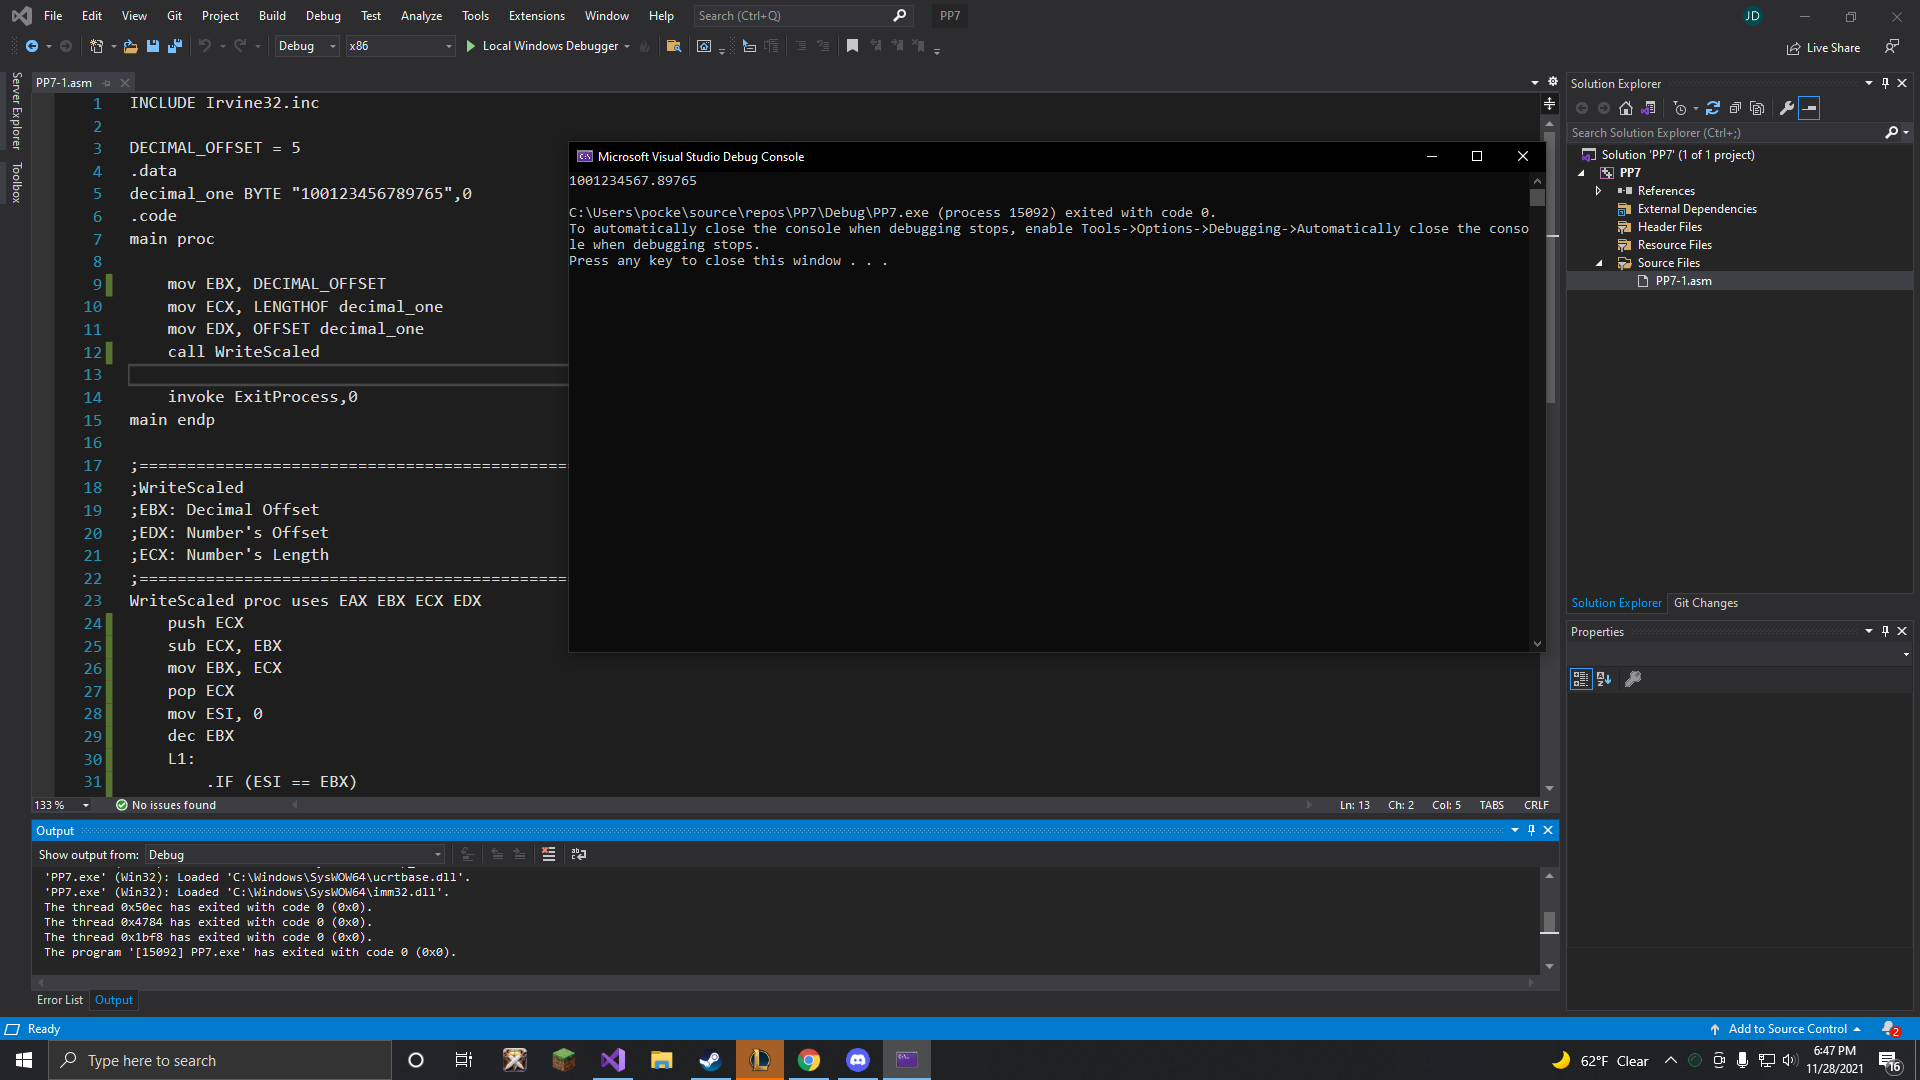 File Edit View Git Project Build Debug Test Analyze Tools Extensions Window Help Search (Ctrl+Q) PP7 JD
Debug x86 Local Windows Debugger Live Share
Server Explorer
Toolbox
PP7-1.asm
1 INCLUDE Irvine32.inc
2
3 DECIMAL_OFFSET = 5
4 .data
5 decimal_one BYTE "100123456789765",0
6 .code
7 main proc
8
9 mov EBX, DECIMAL_OFFSET
10 mov ECX, LENGTHOF decimal_one
11 mov EDX, OFFSET decimal_one
12 call WriteScaled
13
14 invoke ExitProcess,0
15 main endp
16
17 ;==============================================
18 ;WriteScaled
19 ;EBX: Decimal Offset
20 ;EDX: Number's Offset
21 ;ECX: Number's Length
22 ;==============================================
23 WriteScaled proc uses EAX EBX ECX EDX
24 push ECX
25 sub ECX, EBX
26 mov EBX, ECX
27 pop ECX
28 mov ESI, 0
29 dec EBX
30 L1:
31 .IF (ESI == EBX)
133 % No issues found Ln: 13 Ch: 2 Col: 5 TABS CRLF
Microsoft Visual Studio Debug Console
1001234567.89765
C:\Users\pocke\source\repos\PP7\Debug\PP7.exe (process 15092) exited with code 0.
To automatically close the console when debugging stops, enable Tools->Options->Debugging->Automatically close the conso
le when debugging stops.
Press any key to close this window . . .
Solution Explorer
Search Solution Explorer (Ctrl+;)
Solution 'PP7' (1 of 1 project)
PP7
References
External Dependencies
Header Files
Resource Files
Source Files
PP7-1.asm
Solution Explorer Git Changes
Properties
Output
Show output from: Debug
'PP7.exe' (Win32): Loaded 'C:\Windows\SysWOW64\ucrtbase.dll'.
'PP7.exe' (Win32): Loaded 'C:\Windows\SysWOW64\imm32.dll'.
The thread 0x50ec has exited with code 0 (0x0).
The thread 0x4784 has exited with code 0 (0x0).
The thread 0x1bf8 has exited with code 0 (0x0).
The program '[15092] PP7.exe' has exited with code 0 (0x0).
Error List Output
Ready Add to Source Control 2
Type here to search 62°F Clear 6:47 PM
11/28/2021 16